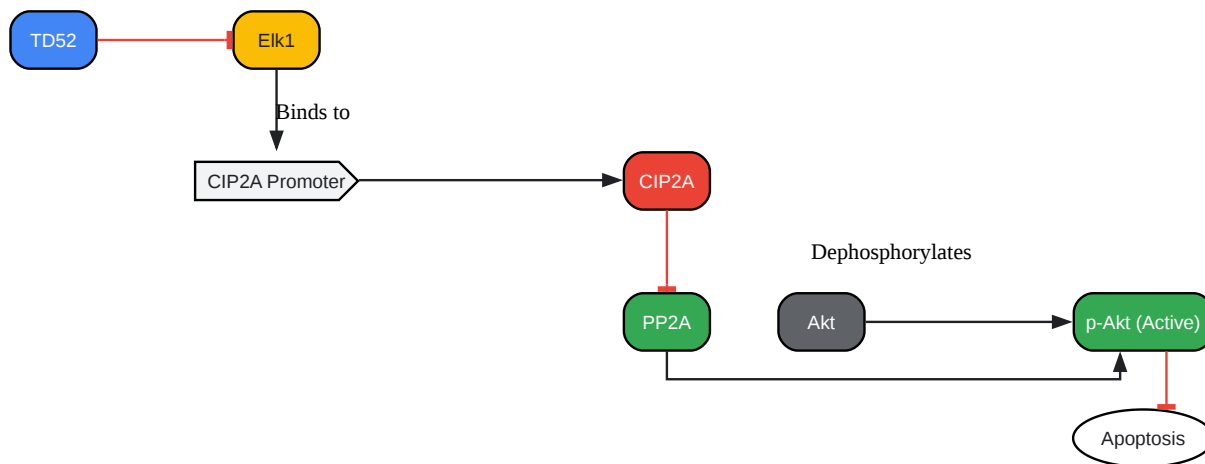 TD52
Elk1
Binds to
CIP2A Promoter
CIP2A
Dephosphorylates
PP2A
Akt
p-Akt (Active)
Apoptosis